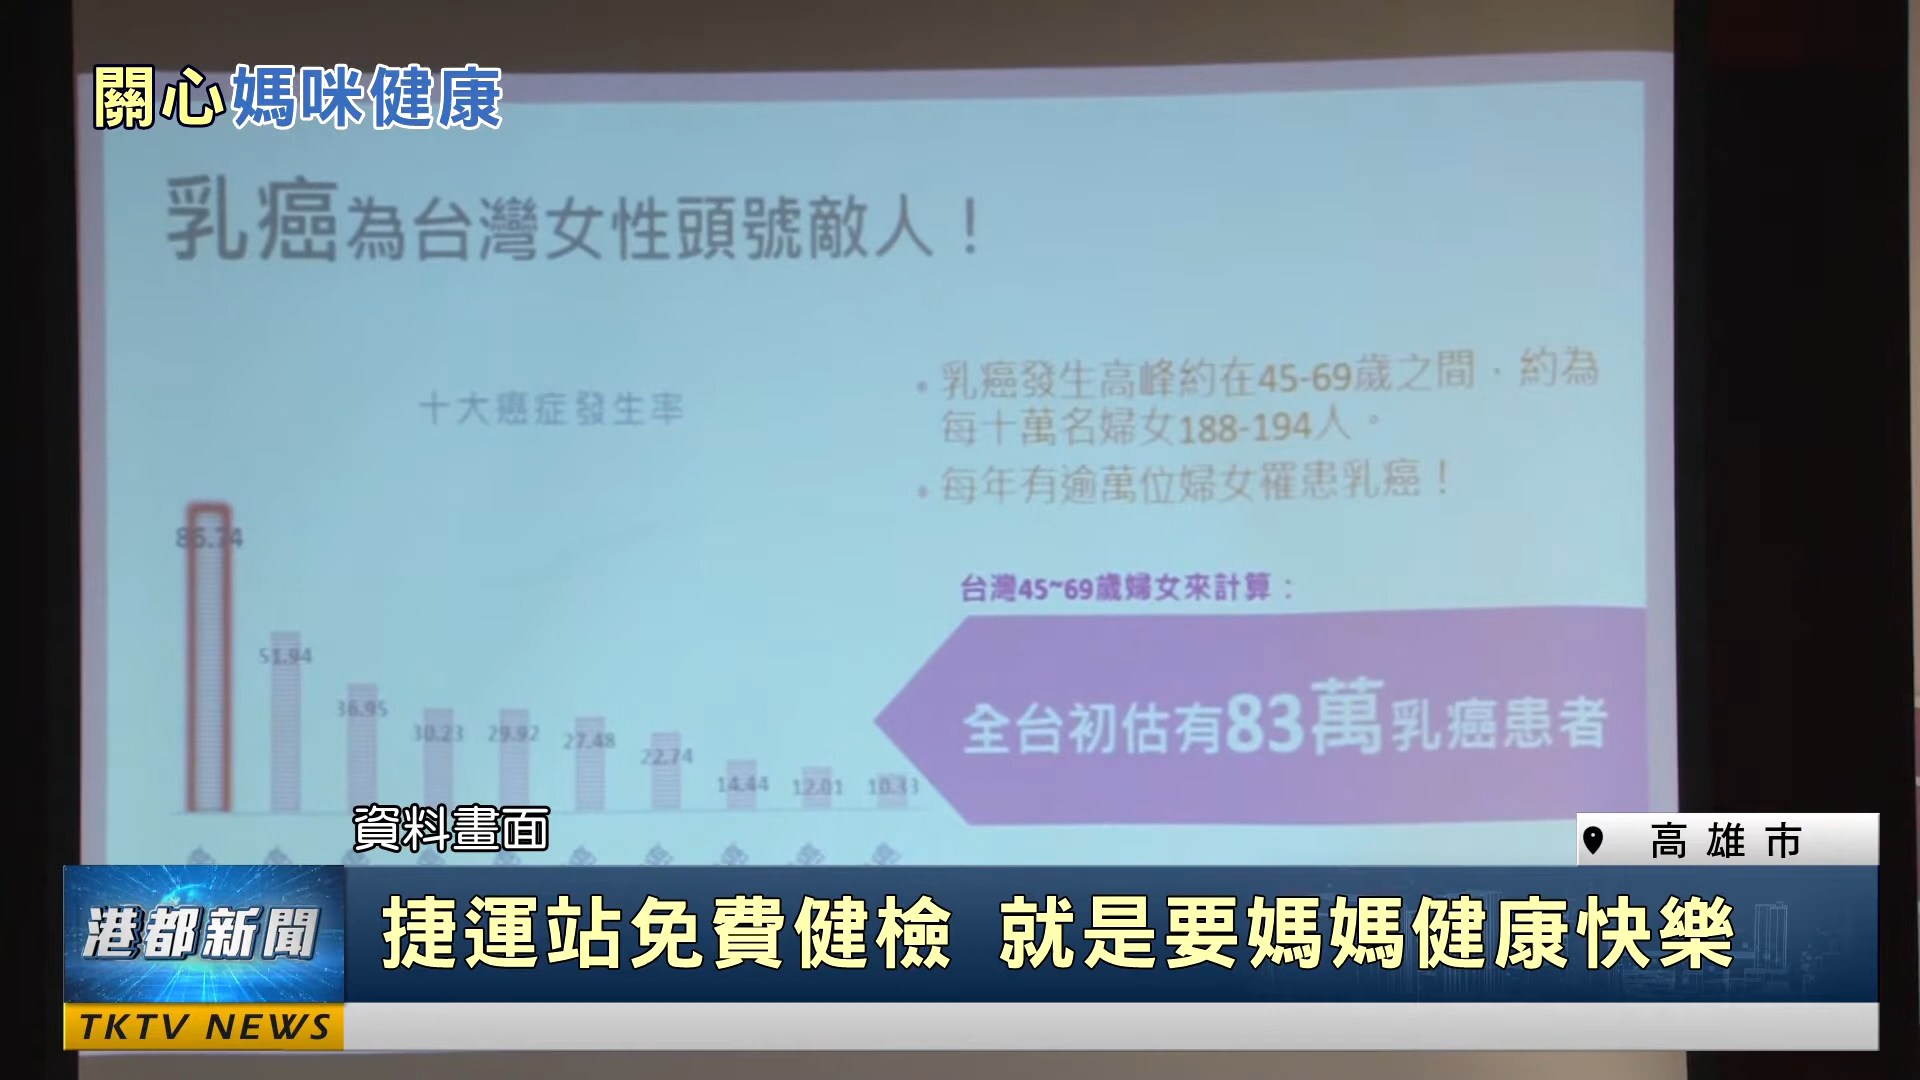 關心媽咪健康
乳癌為台灣女性頭號敵人！
十大癌症發生率
• 乳癌發生高峰約在45-69歲之間，約為
每十萬名婦女188-194人。
• 每年有逾萬位婦女罹患乳癌！
86.74
51.94
36.95
30.23
29.92
27.48
22.74
14.44
12.01
10.33
台灣45~69歲婦女來計算：
全台初估有83萬乳癌患者
資料畫面
高雄市
港都新聞
捷運站免費健檢 就是要媽媽健康快樂
TKTV NEWS